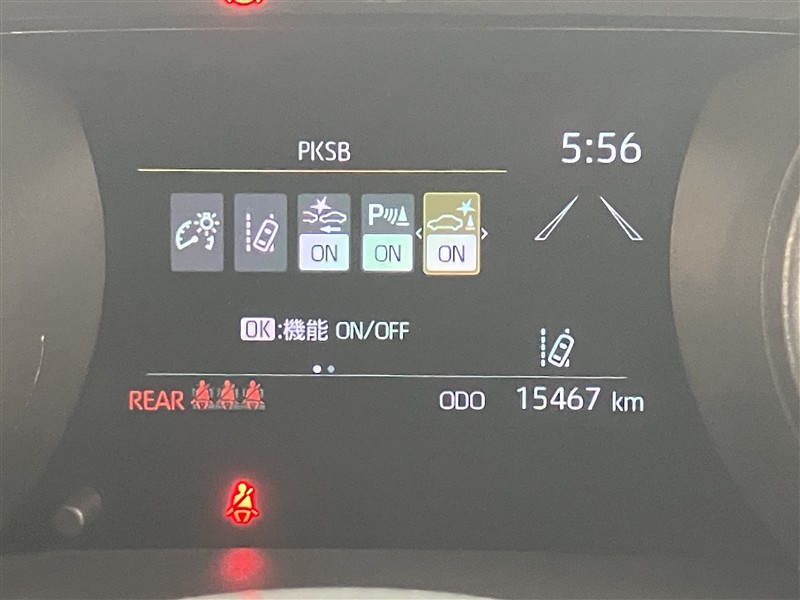 PKSB
5:56
P
ON
ON
ON
OK:機能 ON/OFF
REAR
ODO 15467 km